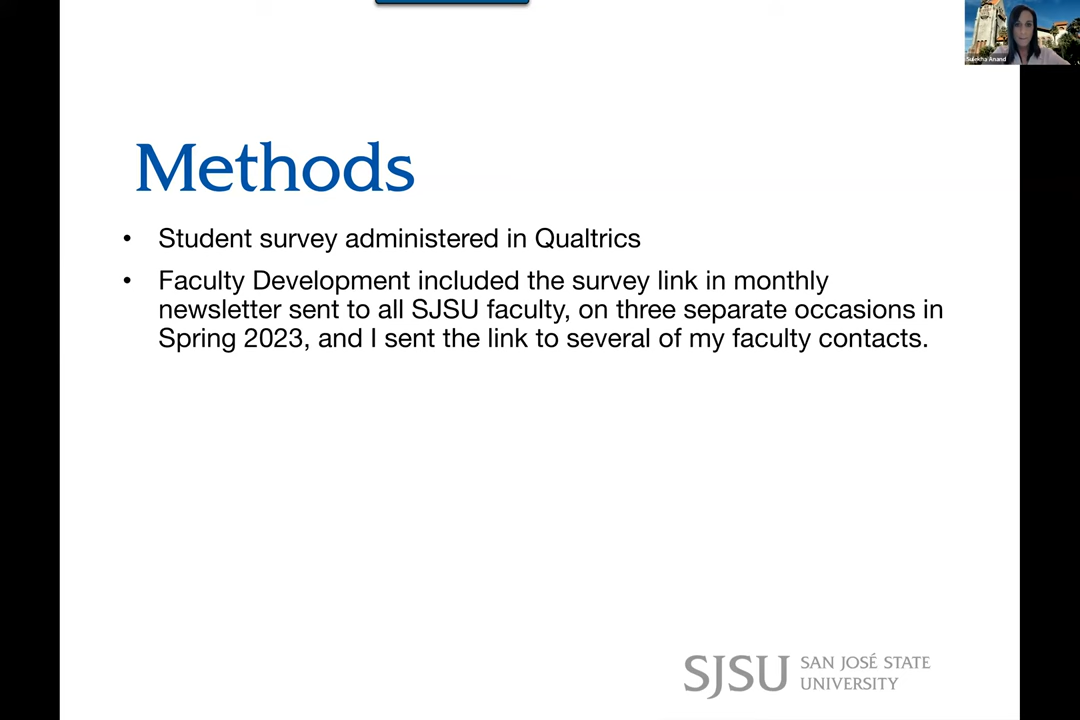 Sulekha Anand
Methods
• Student survey administered in Qualtrics
• Faculty Development included the survey link in monthly
newsletter sent to all SJSU faculty, on three separate occasions in
Spring 2023, and I sent the link to several of my faculty contacts.
SJSU SAN JOSÉ STATE
UNIVERSITY